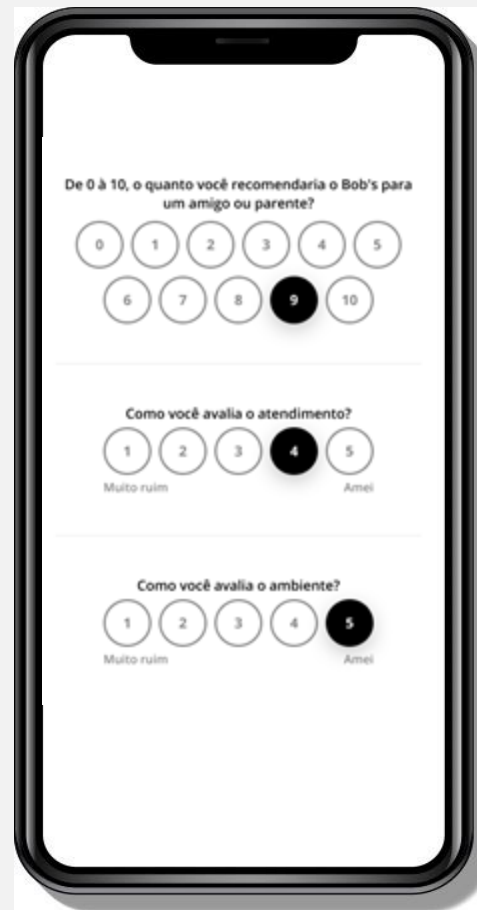 De 0 à 10, o quanto você recomendaria o Bob's para
um amigo ou parente?
0 1 2 3 4 5
6 7 8 9 10
Como você avalia o atendimento?
1 2 3 4 5
Muito ruim Amei
Como você avalia o ambiente?
1 2 3 4 5
Muito ruim Amei